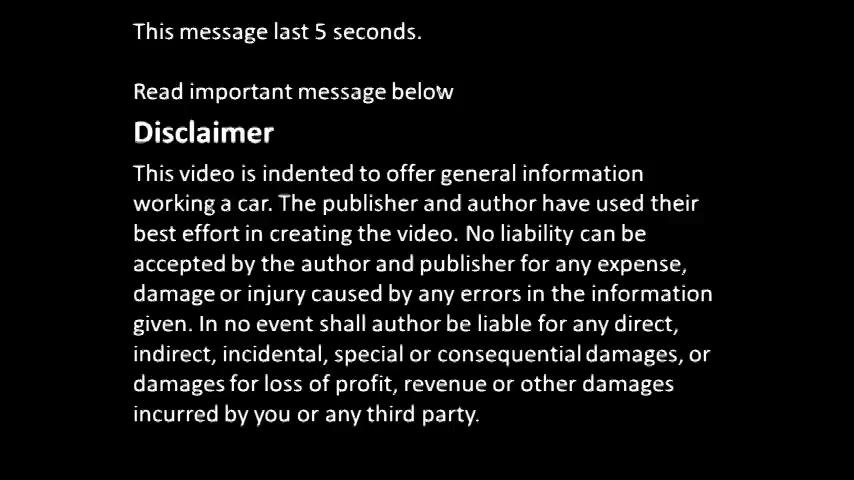 This message last 5 seconds.
Read important message below
Disclaimer
This video is indented to offer general information
working a car. The publisher and author have used their
best effort in creating the video. No liability can be
accepted by the author and publisher for any expense,
damage or injury caused by any errors in the information
given. In no event shall author be liable for any direct,
indirect, incidental, special or consequential damages, or
damages for loss of profit, revenue or other damages
incurred by you or any third party.